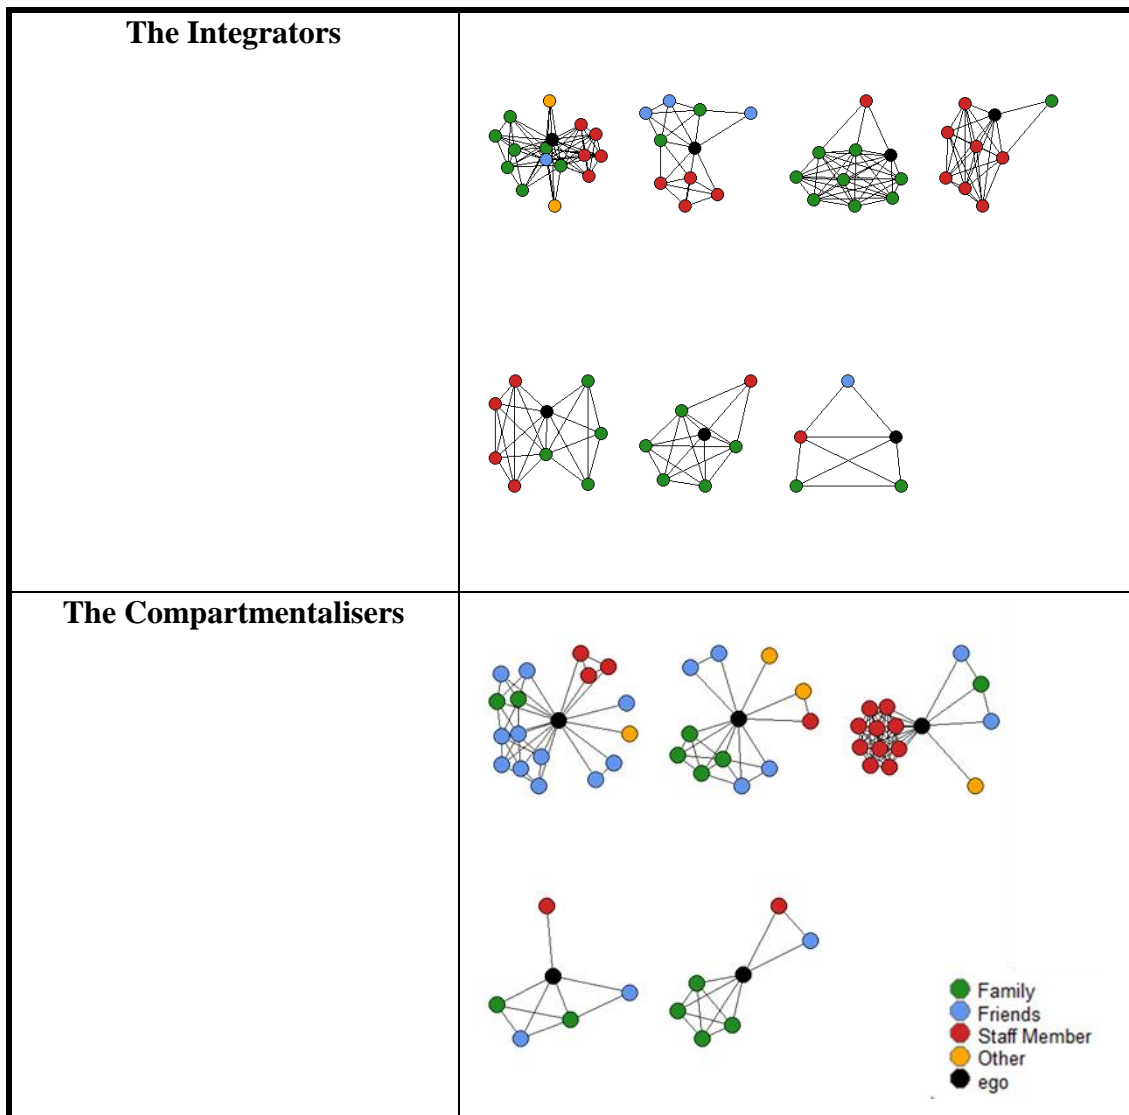 The Integrators
The Compartmentalisers
Family
Friends
Staff Member
Other
ego